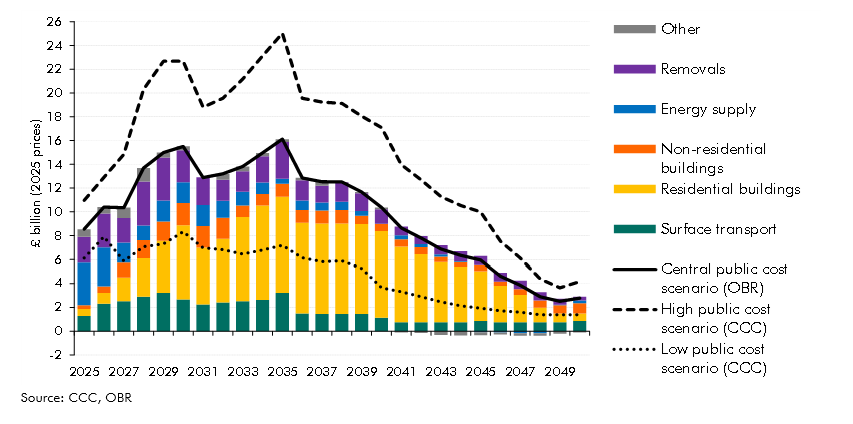 26
24
22
20
18
16
14
12
10
8
6
4
2
0
-2
£ billion (2025 prices)
2025 2027 2029 2031 2033 2035 2037 2039 2041 2043 2045 2047 2049
Other
Removals
Energy supply
Non-residential
buildings
Residential buildings
Surface transport
Central public cost
scenario (OBR)
High public cost
scenario (CCC)
Low public cost
scenario (CCC)
Source: CCC, OBR